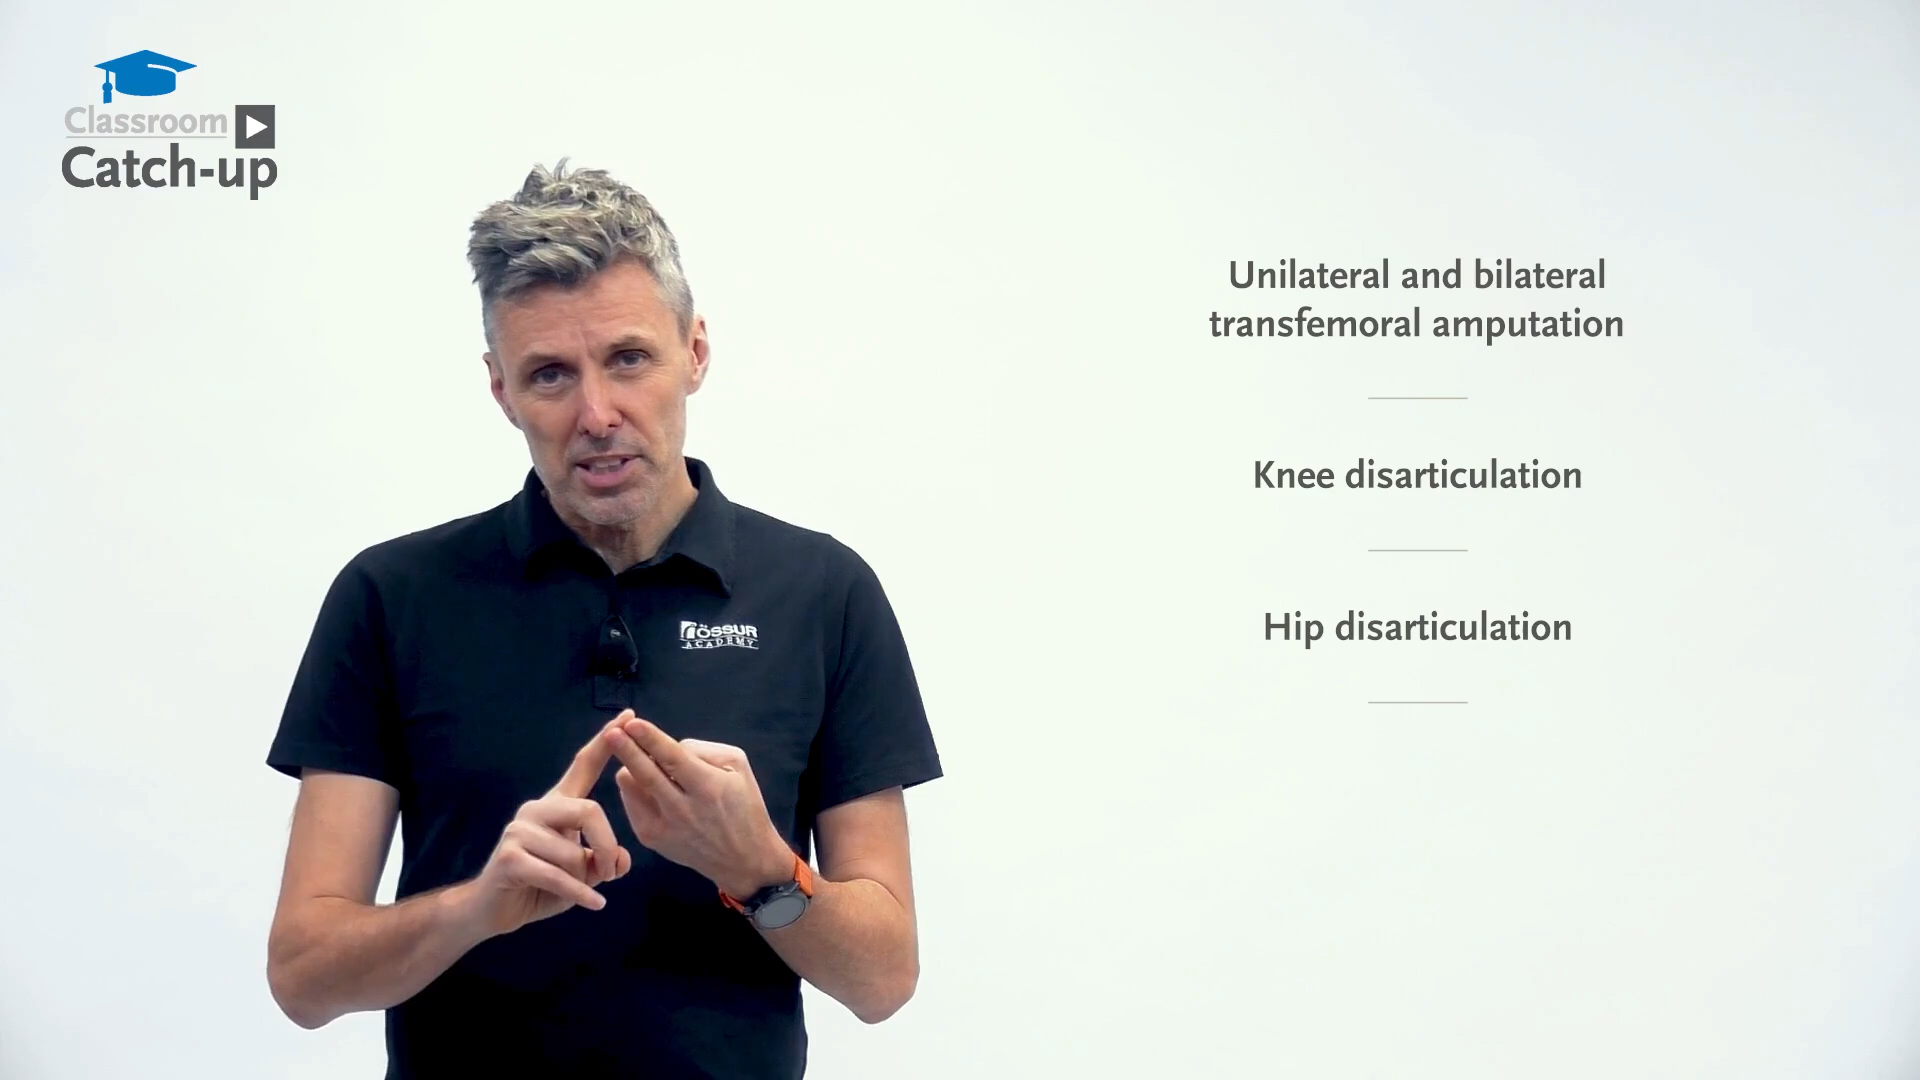 Classroom
Catch-up
Unilateral and bilateral
transfemoral amputation
Knee disarticulation
Hip disarticulation
ÖSSUR
ACADEMY